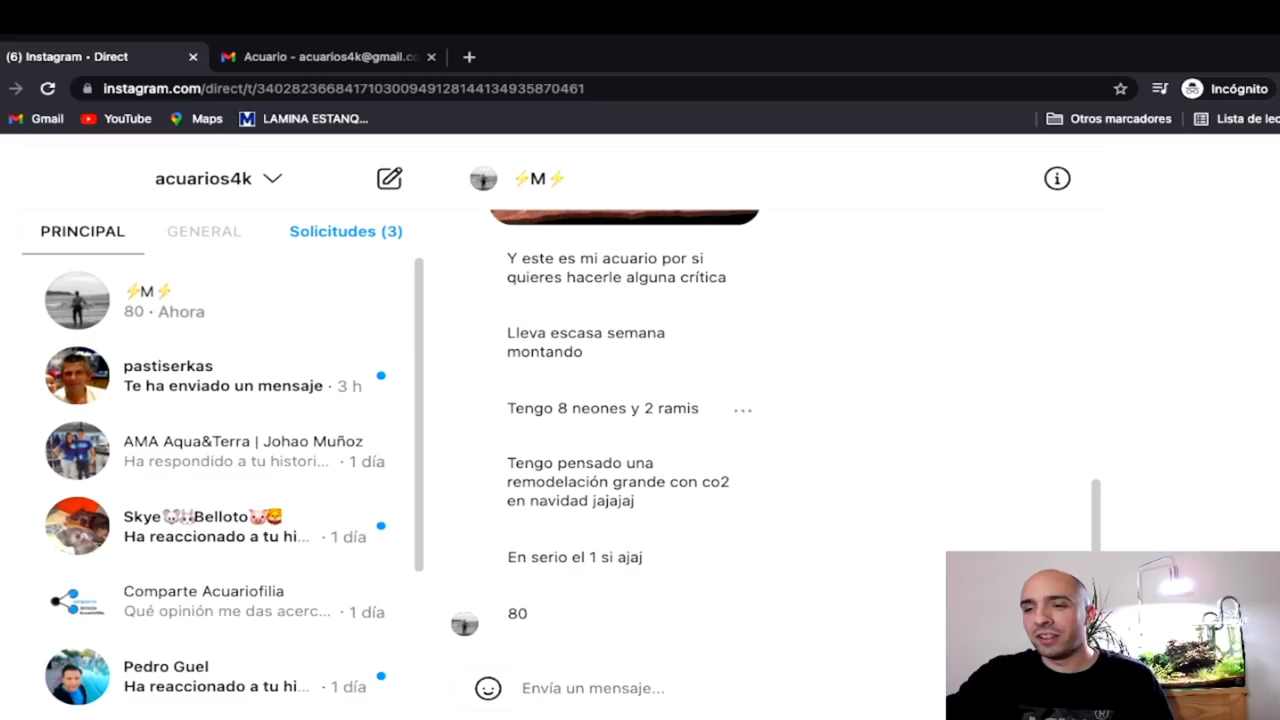 (6) Instagram • Direct
Acuario - acuarios4k@gmail.co
instagram.com/direct/t/340282366841710300949128144134935870461
Incógnito
Gmail
YouTube
Maps
LAMINA ESTANQ...
Otros marcadores
Lista de lec
acuarios4k
⚡M⚡
PRINCIPAL
GENERAL
Solicitudes (3)
⚡M⚡
80 · Ahora
pastiserkas
Te ha enviado un mensaje · 3 h
AMA Aqua&Terra | Johao Muñoz
Ha respondido a tu histori... · 1 día
Skye🐭🐰Belloto🐷🦁
Ha reaccionado a tu hi... · 1 día
Comparte Acuariofilia
Qué opinión me das acerc... · 1 día
Pedro Guel
Ha reaccionado a tu hi... · 1 día
Y este es mi acuario por si
quieres hacerle alguna crítica
Lleva escasa semana
montando
Tengo 8 neones y 2 ramis
Tengo pensado una
remodelación grande con co2
en navidad jajajaj
En serio el 1 si ajaj
80
Envía un mensaje...